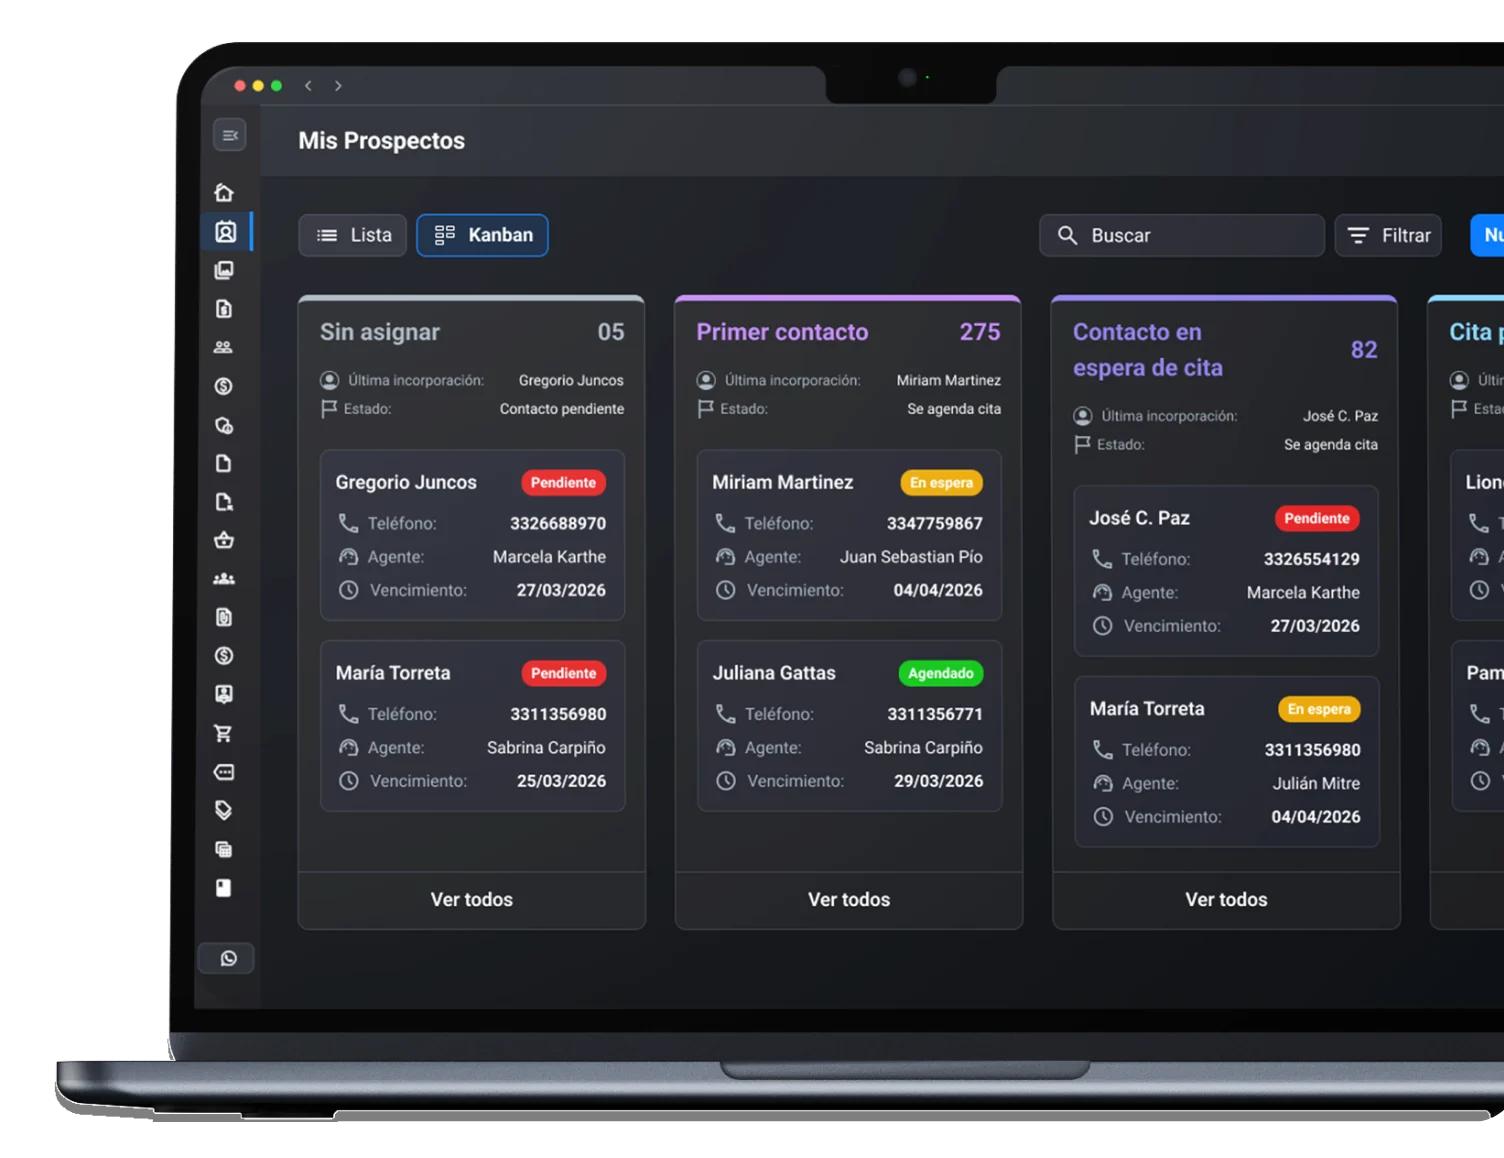 Mis Prospectos
Lista
Kanban
Buscar
Filtrar
Sin asignar 05
Última incorporación: Gregorio Juncos
Estado: Contacto pendiente
Gregorio Juncos Pendiente
Teléfono: 3326688970
Agente: Marcela Karthe
Vencimiento: 27/03/2026
María Torreta Pendiente
Teléfono: 3311356980
Agente: Sabrina Carpiño
Vencimiento: 25/03/2026
Ver todos
Primer contacto 275
Última incorporación: Miriam Martinez
Estado: Se agenda cita
Miriam Martinez En espera
Teléfono: 3347759867
Agente: Juan Sebastian Pío
Vencimiento: 04/04/2026
Juliana Gattas Agendado
Teléfono: 3311356771
Agente: Sabrina Carpiño
Vencimiento: 29/03/2026
Ver todos
Contacto en
espera de cita 82
Última incorporación: José C. Paz
Estado: Se agenda cita
José C. Paz Pendiente
Teléfono: 3326554129
Agente: Marcela Karthe
Vencimiento: 27/03/2026
María Torreta En espera
Teléfono: 3311356980
Agente: Julián Mitre
Vencimiento: 04/04/2026
Ver todos
Cita